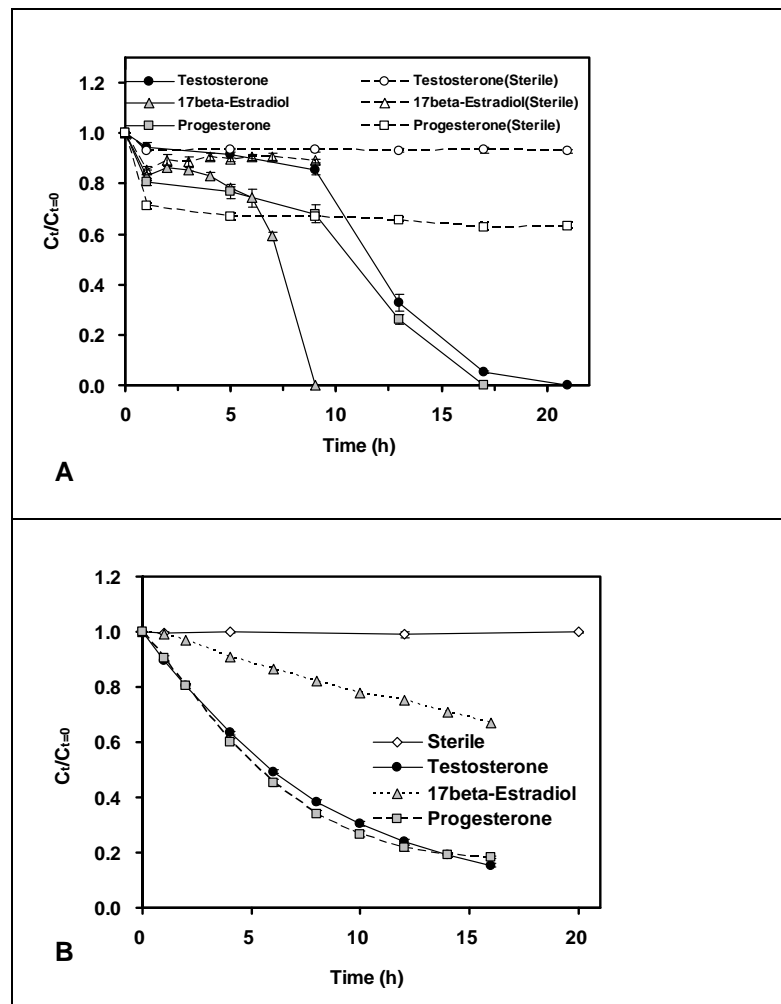 1.2
Testosterone
Testosterone(Sterile)
17beta-Estradiol
17beta-Estradiol(Sterile)
1.0
Progesterone
Progesterone(Sterile)
0.8
0.6
0.4
0.2
0.0
Ct/Ct=0
0
5
10
15
20
Time (h)
A
1.2
1.0
0.8
0.6
0.4
0.2
0.0
Ct/Ct=0
Sterile
Testosterone
17beta-Estradiol
Progesterone
0
5
10
15
20
Time (h)
B